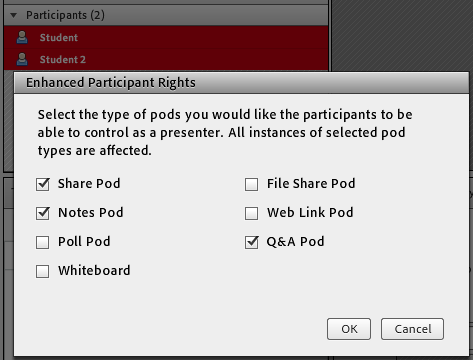 Participants (2)
Student
Student 2
Enhanced Participant Rights
Select the type of pods you would like the participants to be
able to control as a presenter. All instances of selected pod
types are affected.
Share Pod
File Share Pod
Notes Pod
Web Link Pod
Poll Pod
Q&A Pod
Whiteboard
OK
Cancel